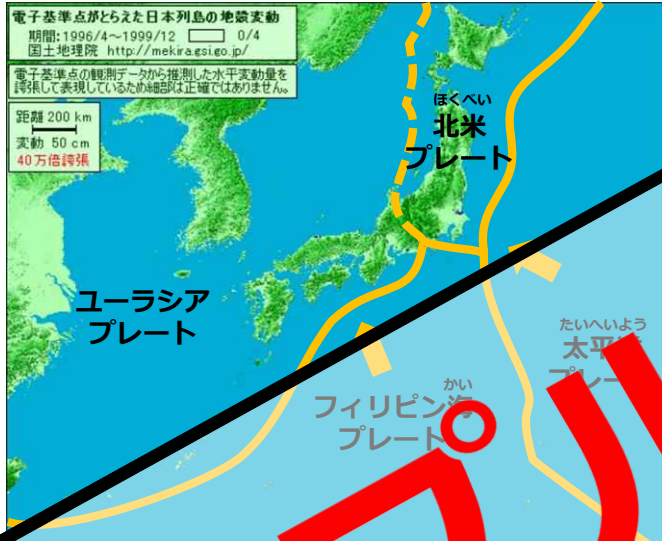 電子基準点がとらえた日本列島の地殻変動
期間:1996/4~1999/12 0/4
国土地理院 http://mekira.gsi.go.jp/
電子基準点の観測データから推測した水平変動量を
誇張して表現しているため細部は正確ではありません。
距離 200 km
変動 50 cm
40万倍誇張
ほくべい
北米
プレート
ユーラシア
プレート
たいへいよう
太平洋
プレート
かい
フィリピン海
プレート
プリ